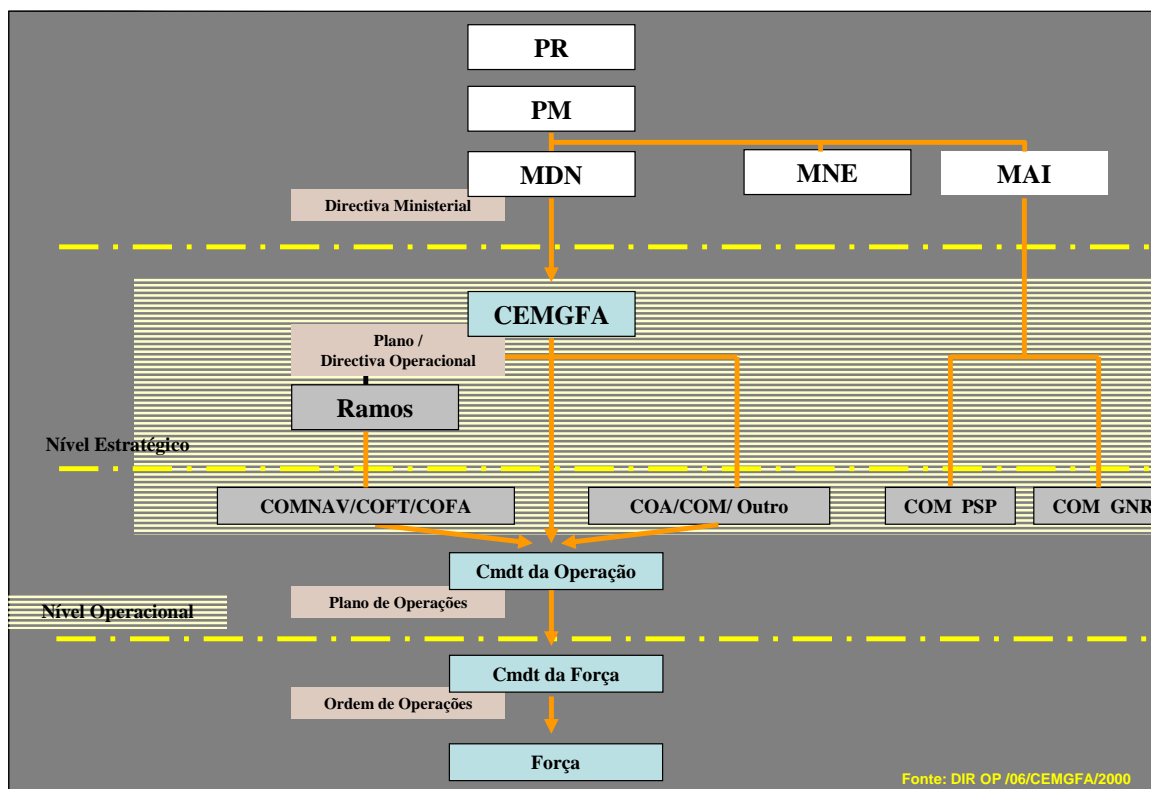 PR
PM
MDN
MNE
MAI
Directiva Ministerial
CEMGFA
Plano /
Directiva Operacional
Ramos
Nível Estratégico
COMNAV/COFT/COFA
COA/COM/ Outro
COM PSP
COM GNR
Cmdt da Operação
Plano de Operações
Nível Operacional
Cmdt da Força
Ordem de Operações
Força
Fonte: DIR OP /06/CEMGFA/2000